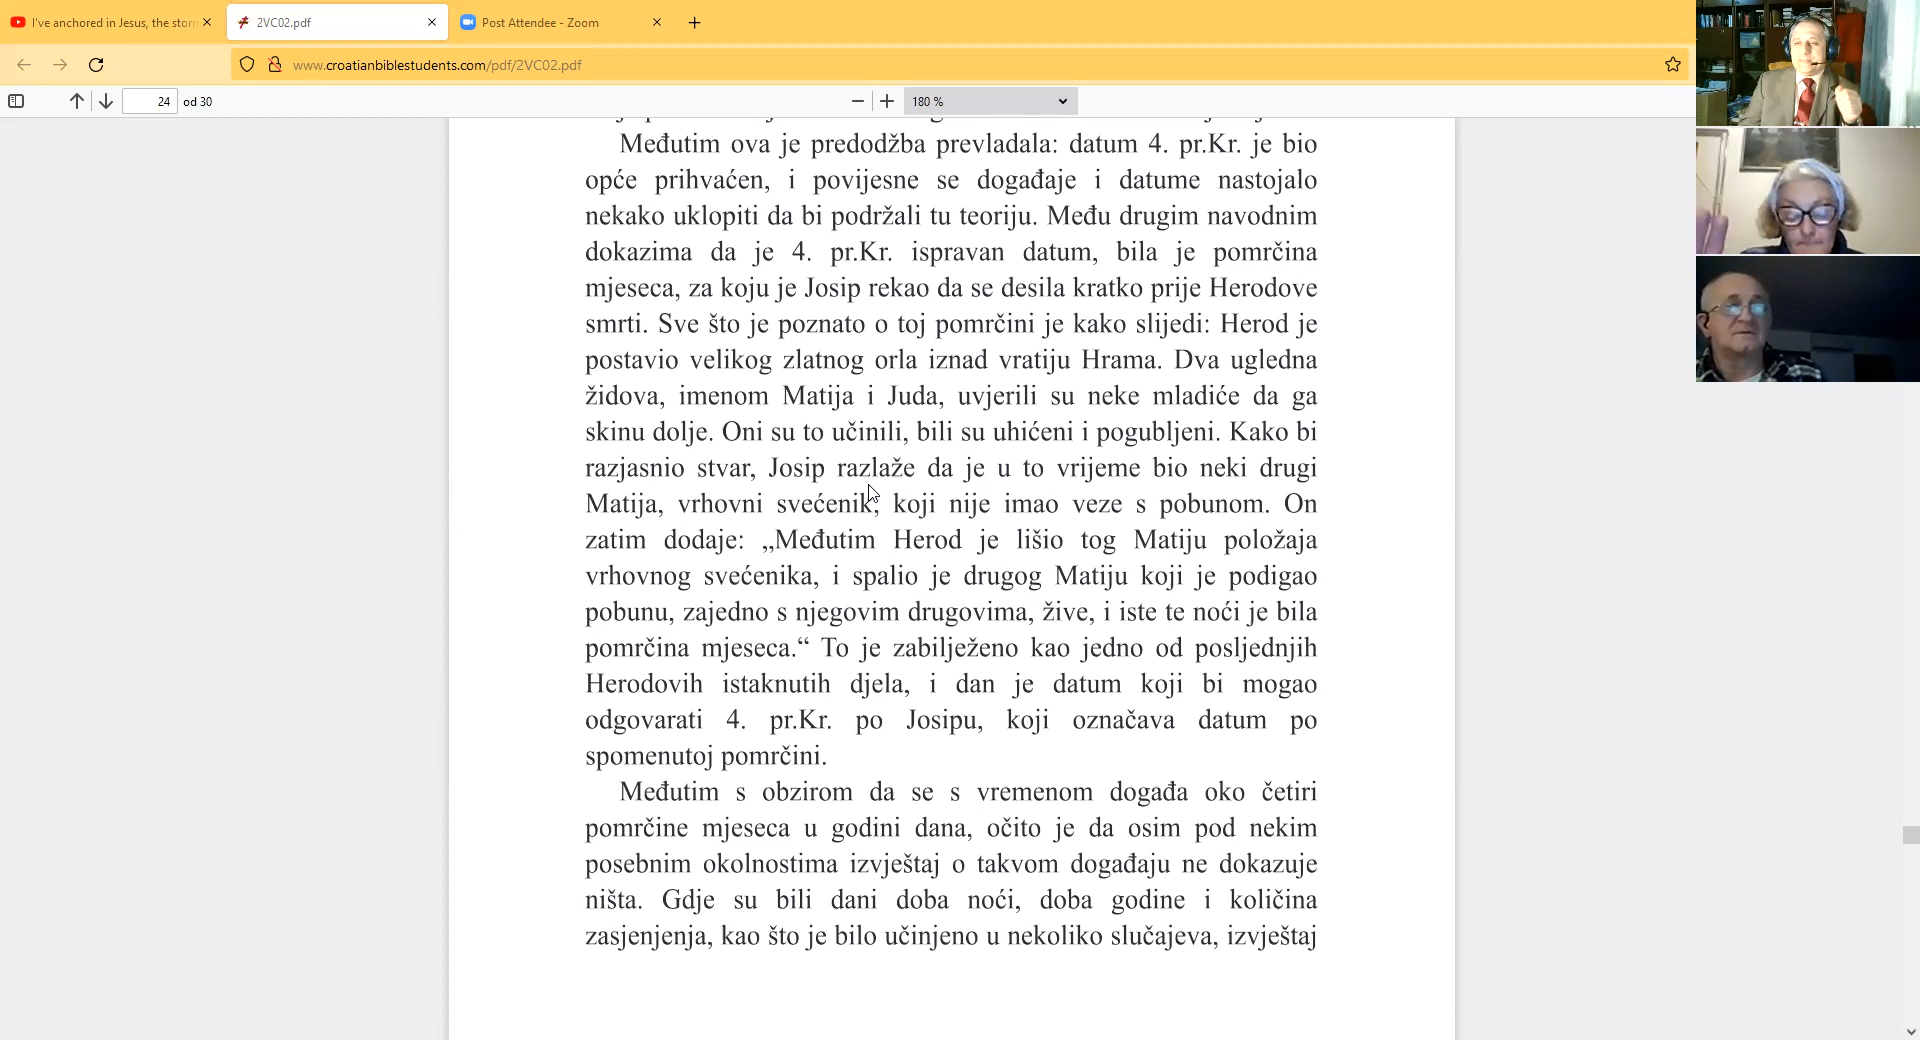 I've anchored in Jesus, the storm
2VC02.pdf
Post Attendee - Zoom
www.croatianbiblestudents.com/pdf/2VC02.pdf
24 od 30
180 %
Međutim ova je predodžba prevladala: datum 4. pr.Kr. je bio
opće prihvaćen, i povijesne se događaje i datume nastojalo
nekako uklopiti da bi podržali tu teoriju. Među drugim navodnim
dokazima da je 4. pr.Kr. ispravan datum, bila je pomrčina
mjeseca, za koju je Josip rekao da se desila kratko prije Herodove
smrti. Sve što je poznato o toj pomrčini je kako slijedi: Herod je
postavio velikog zlatnog orla iznad vratiju Hrama. Dva ugledna
židova, imenom Matija i Juda, uvjerili su neke mladiće da ga
skinu dolje. Oni su to učinili, bili su uhićeni i pogubljeni. Kako bi
razjasnio stvar, Josip razlaže da je u to vrijeme bio neki drugi
Matija, vrhovni svećenik, koji nije imao veze s pobunom. On
zatim dodaje: „Međutim Herod je lišio tog Matiju položaja
vrhovnog svećenika, i spalio je drugog Matiju koji je podigao
pobunu, zajedno s njegovim drugovima, žive, i iste te noći je bila
pomrčina mjeseca.“ To je zabilježeno kao jedno od posljednjih
Herodovih istaknutih djela, i dan je datum koji bi mogao
odgovarati 4. pr.Kr. po Josipu, koji označava datum po
spomenutoj pomrčini.
Međutim s obzirom da se s vremenom događa oko četiri
pomrčine mjeseca u godini dana, očito je da osim pod nekim
posebnim okolnostima izvještaj o takvom događaju ne dokazuje
ništa. Gdje su bili dani doba noći, doba godine i količina
zasjenjenja, kao što je bilo učinjeno u nekoliko slučajeva, izvještaj